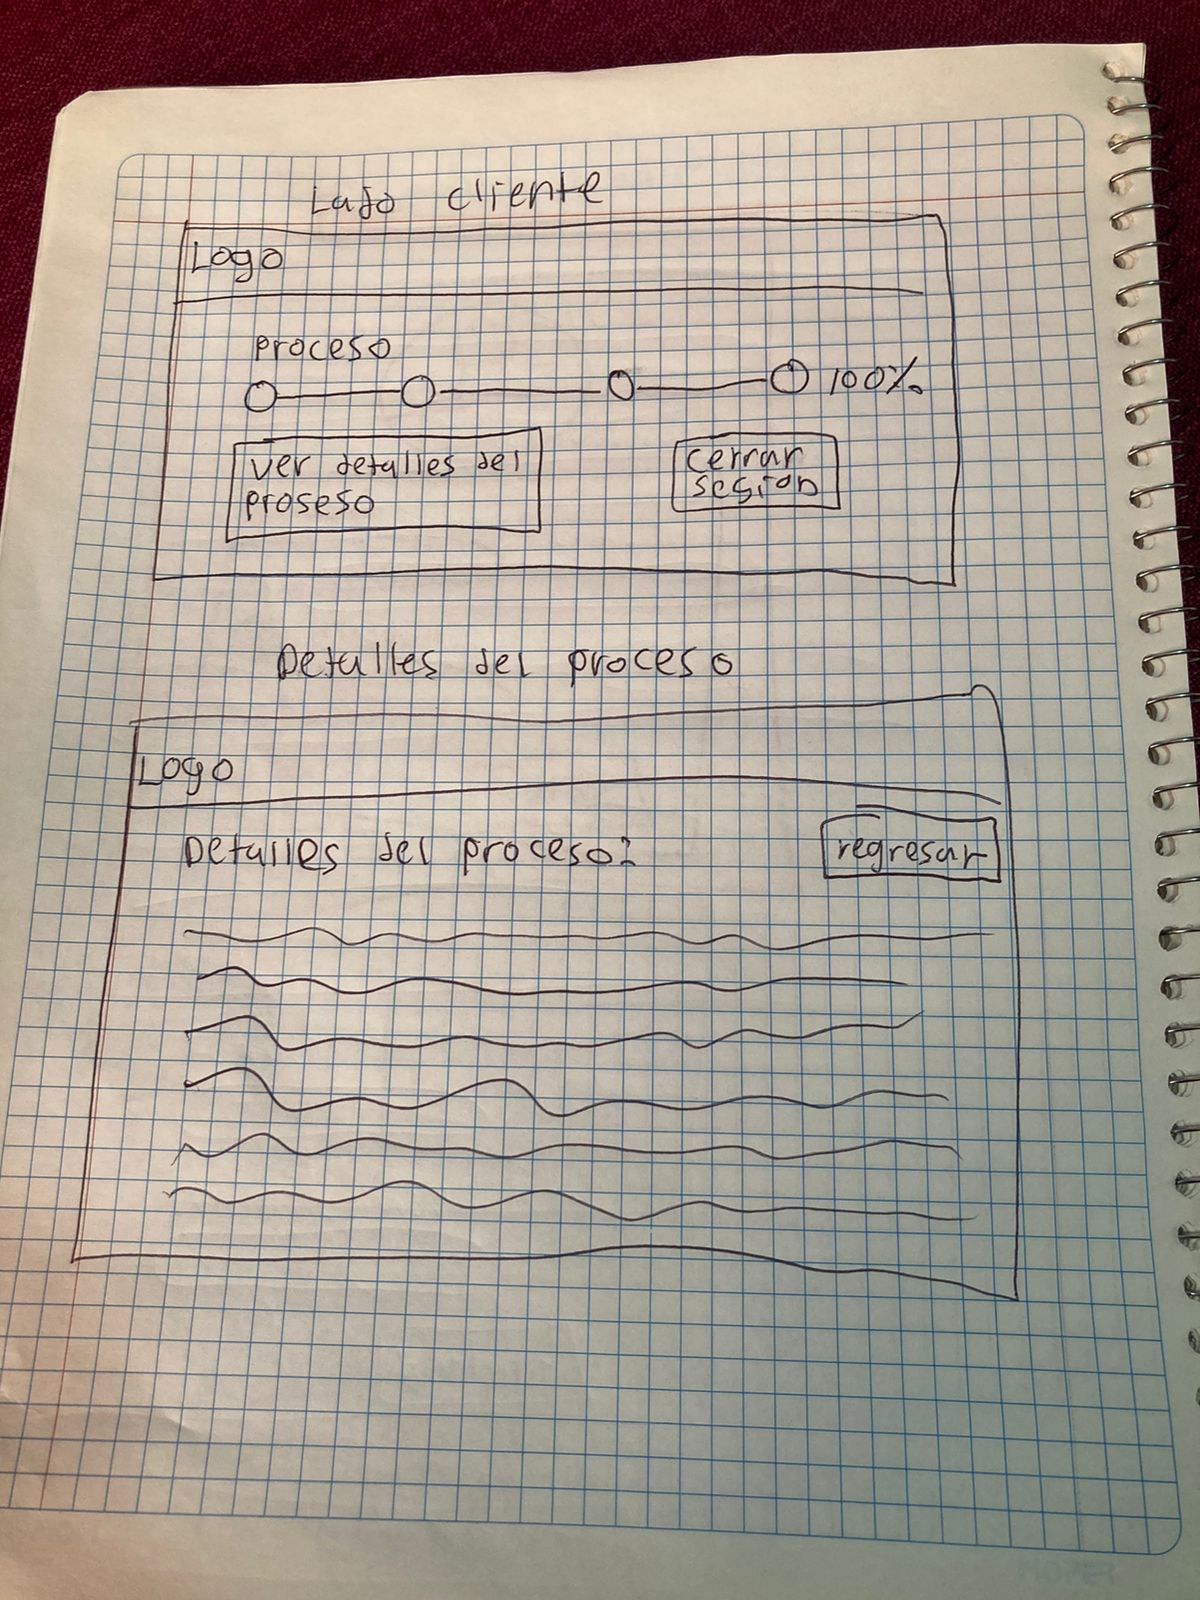 Lado cliente
Logo
proceso
100%
ver detalles del
proseso
cerrar
sesion
Detalles del proceso
Logo
Detalles del proceso:
regresar